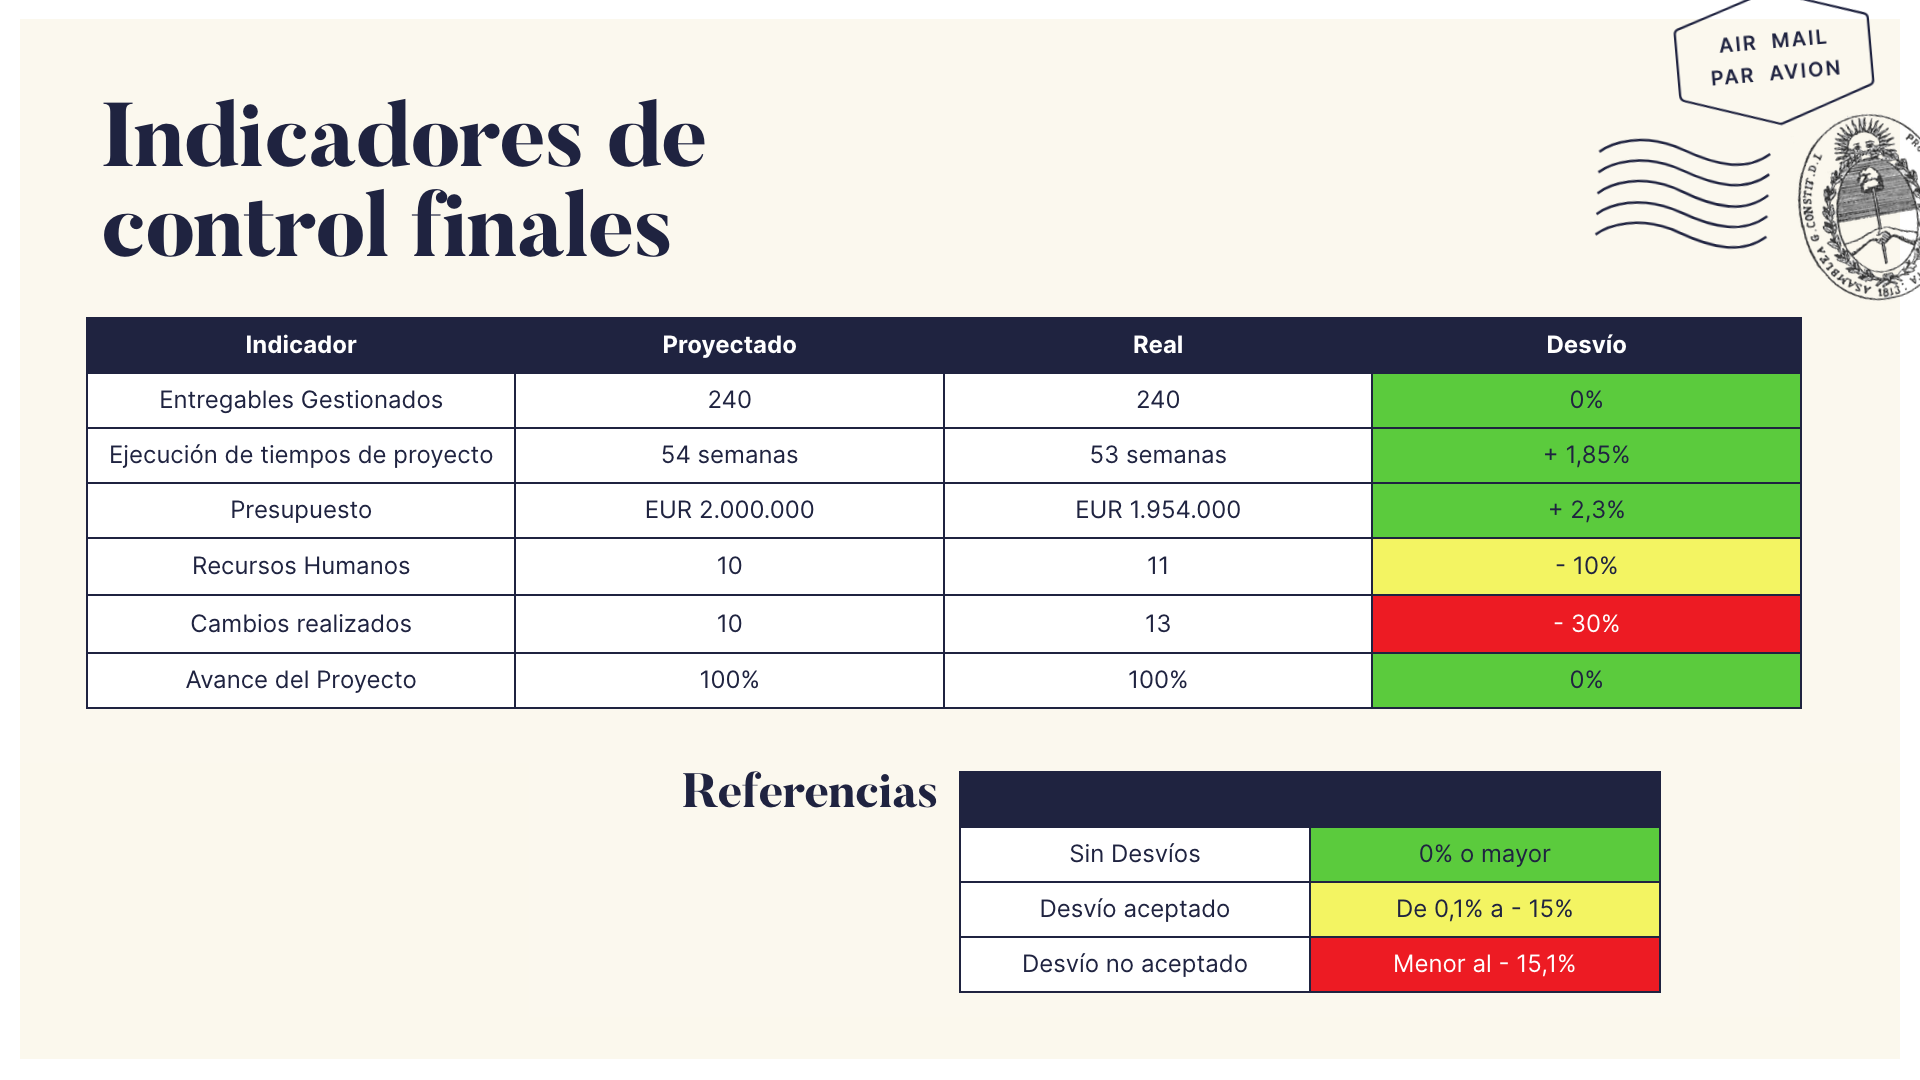 AIR MAIL
PAR AVION
Indicadores de
control finales
ASAMBLEA G. CONSTIT. D. L
1813
Indicador Proyectado Real Desvío
Entregables Gestionados 240 240 0%
Ejecución de tiempos de proyecto 54 semanas 53 semanas + 1,85%
Presupuesto EUR 2.000.000 EUR 1.954.000 + 2,3%
Recursos Humanos 10 11 - 10%
Cambios realizados 10 13 - 30%
Avance del Proyecto 100% 100% 0%
Referencias
Sin Desvíos 0% o mayor
Desvío aceptado De 0,1% a - 15%
Desvío no aceptado Menor al - 15,1%